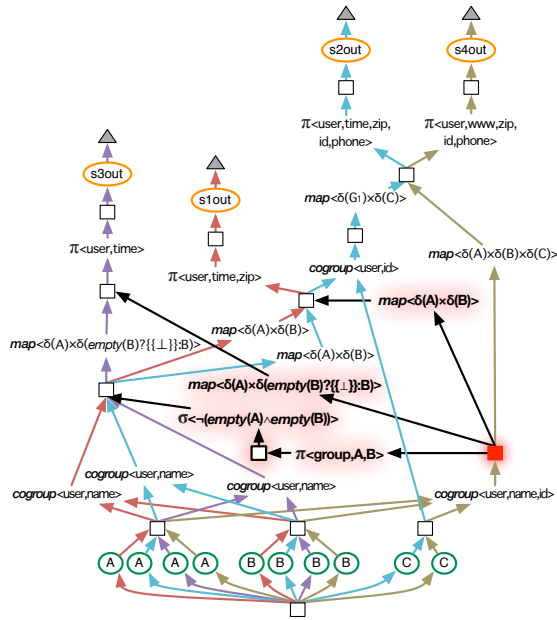 s2out
s4out
π<user,time,zip,
id,phone>
π<user,www,zip,
id,phone>
s3out
s1out
map<δ(G₁)×δ(C)>
π<user,time>
map<δ(A)×δ(B)×δ(C)>
π<user,time,zip>
cogroup<user,id>
map<δ(A)×δ(B)>
map<δ(A)×δ(B)>
map<δ(A)×δ(empty(B)?{{⊥}}:B)>
map<δ(A)×δ(B)>
map<δ(A)×δ(empty(B)?{{⊥}}:B)>
σ<¬(empty(A)∧empty(B))>
π<group,A,B>
cogroup<user,name>
cogroup<user,name>
cogroup<user,name>
cogroup<user,name,id>
A
A
A
A
B
B
B
B
C
C